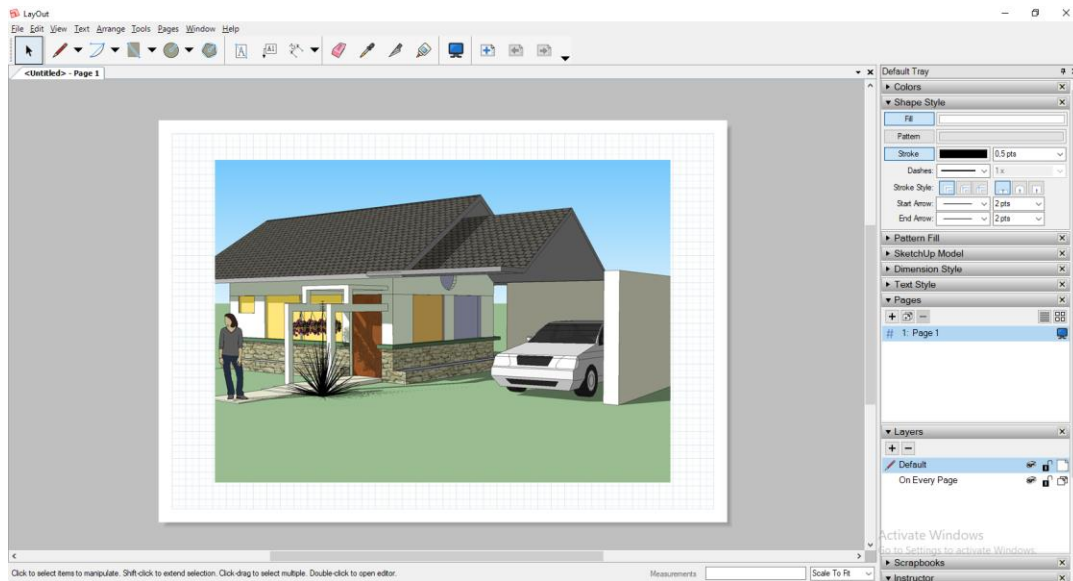 LayOut
File Edit View Text Arrange Tools Pages Window Help
<Untitled> - Page 1
Default Tray
Colors
Shape Style
Fill
Pattern
Stroke
0,5 pts
Dashes:
1 x
Stroke Style:
Start Arrow:
2 pts
End Arrow:
2 pts
Pattern Fill
SketchUp Model
Dimension Style
Text Style
Pages
# 1: Page 1
Layers
Default
On Every Page
Activate Windows
Go to Settings to activate Windows.
Scrapbooks
Instructor
Click to select items to manipulate. Shift-click to extend selection. Click-drag to select multiple. Double-click to open editor.
Measurements
Scale To Fit